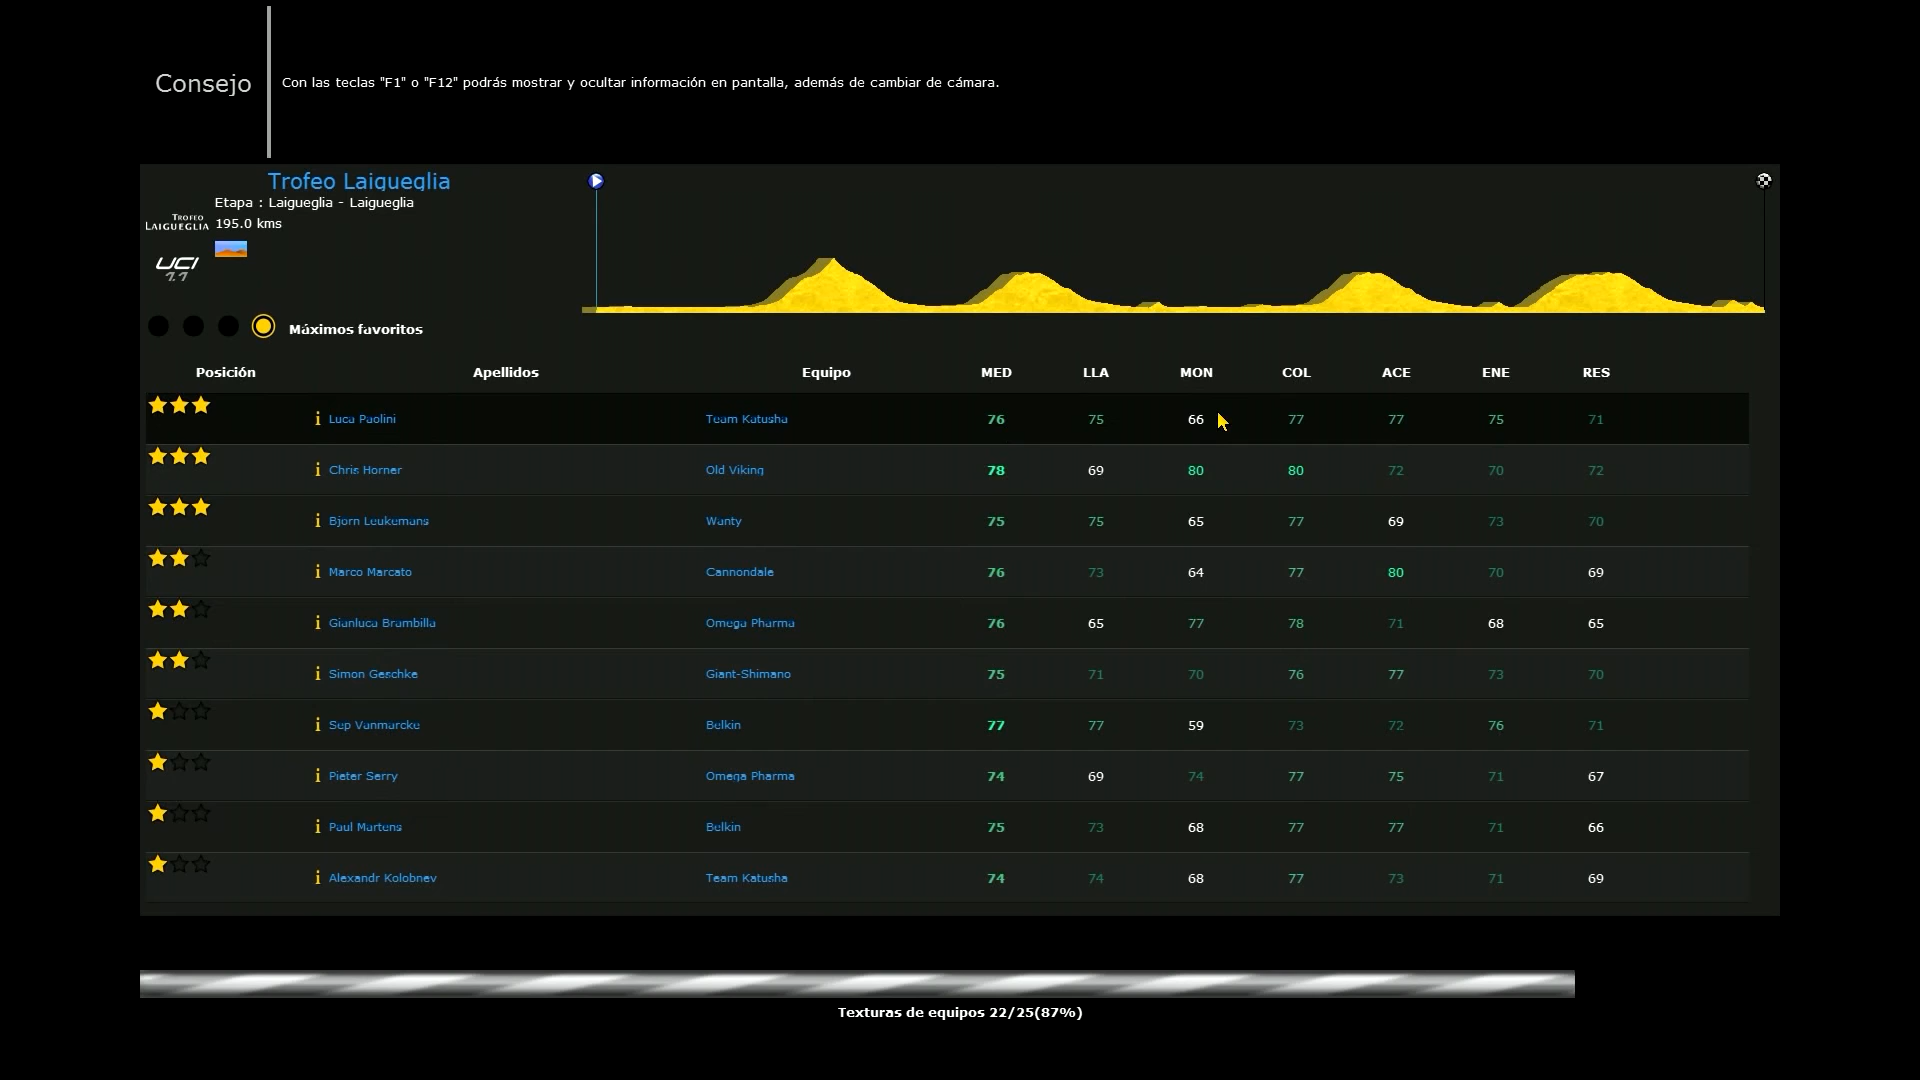 Consejo
Con las teclas "F1" o "F12" podrás mostrar y ocultar información en pantalla, además de cambiar de cámara.
Trofeo Laigueglia
Etapa : Laigueglia - Laigueglia
TROFEO
LAIGUEGLIA
195.0 kms
UCI
1.1
Máximos favoritos
Posición Apellidos Equipo MED LLA MON COL ACE ENE RES
i Luca Paolini Team Katusha 76 75 66 77 77 75 71
i Chris Horner Old Viking 78 69 80 80 72 70 72
i Bjorn Leukemans Wanty 75 75 65 77 69 73 70
i Marco Marcato Cannondale 76 73 64 77 80 70 69
i Gianluca Brambilla Omega Pharma 76 65 77 78 71 68 65
i Simon Geschke Giant-Shimano 75 71 70 76 77 73 70
i Sep Vanmarcke Belkin 77 77 59 73 72 76 71
i Pieter Serry Omega Pharma 74 69 74 77 75 71 67
i Paul Martens Belkin 75 73 68 77 77 71 66
i Alexandr Kolobnev Team Katusha 74 74 68 77 73 71 69
Texturas de equipos 22/25(87%)